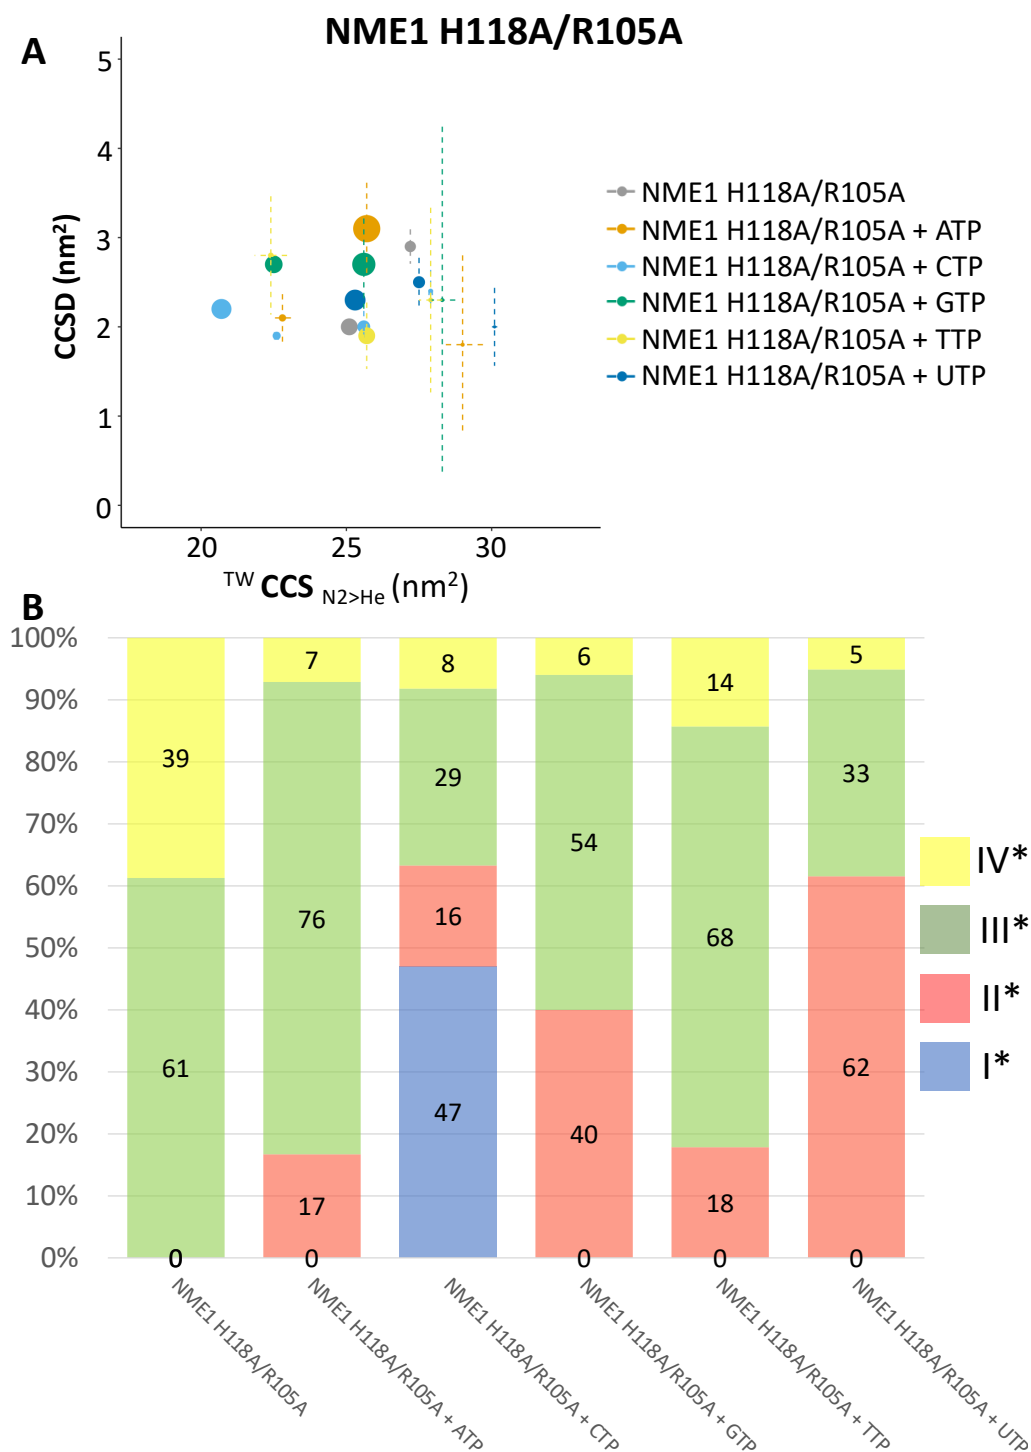 NME1 H118A/R105A
A
5
4
3
2
1
0
CCSD (nm²)
20 25 30
TW CCS N2>He (nm²)
NME1 H118A/R105A
NME1 H118A/R105A + ATP
NME1 H118A/R105A + CTP
NME1 H118A/R105A + GTP
NME1 H118A/R105A + TTP
NME1 H118A/R105A + UTP
B
100%
90%
80%
70%
60%
50%
40%
30%
20%
10%
0%
39
61
0
7
76
17
0
8
29
16
47
6
54
40
0
14
68
18
0
5
33
62
0
IV*
III*
II*
I*
NME1 H118A/R105A
NME1 H118A/R105A + ATP
NME1 H118A/R105A + CTP
NME1 H118A/R105A + GTP
NME1 H118A/R105A + TTP
NME1 H118A/R105A + UTP